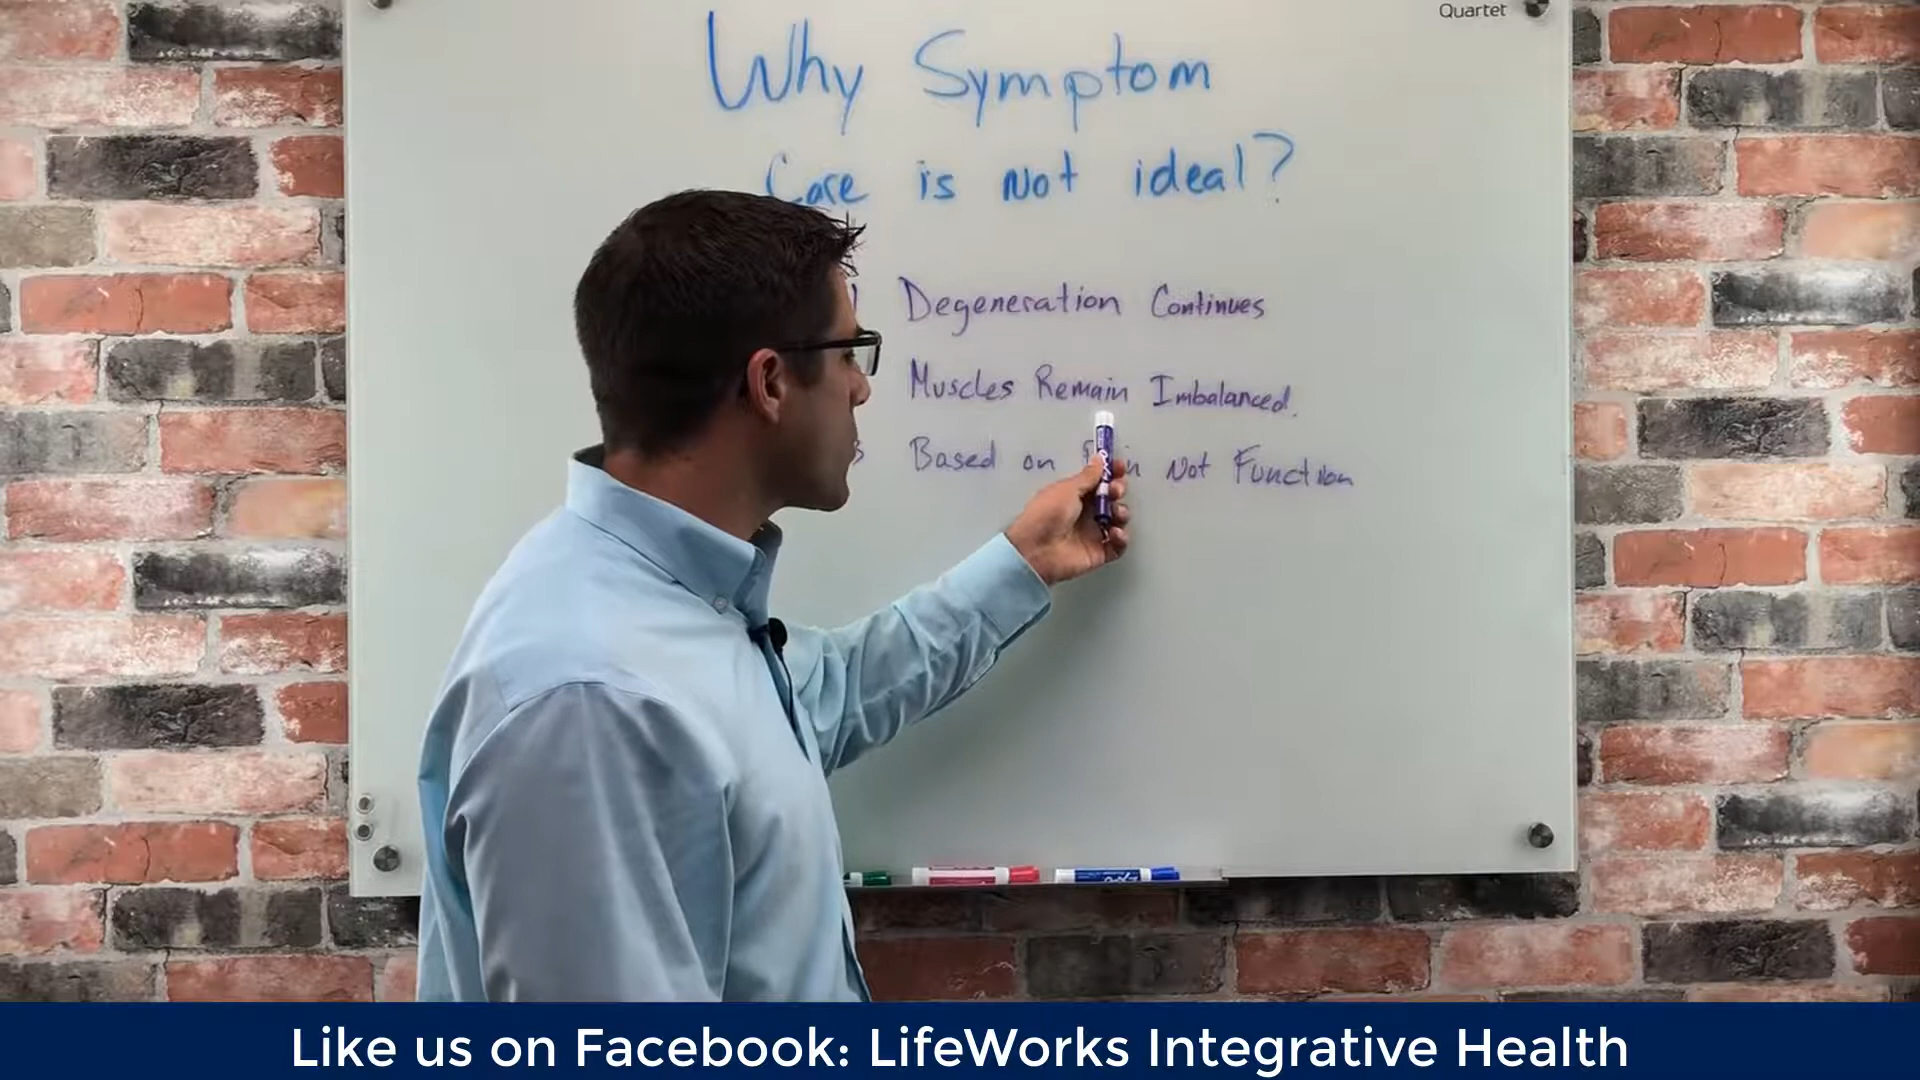 Quartet
Why Symptom
Care is Not ideal?
Degeneration Continues
Muscles Remain Imbalanced.
3 Based on Not Function
Like us on Facebook: LifeWorks Integrative Health